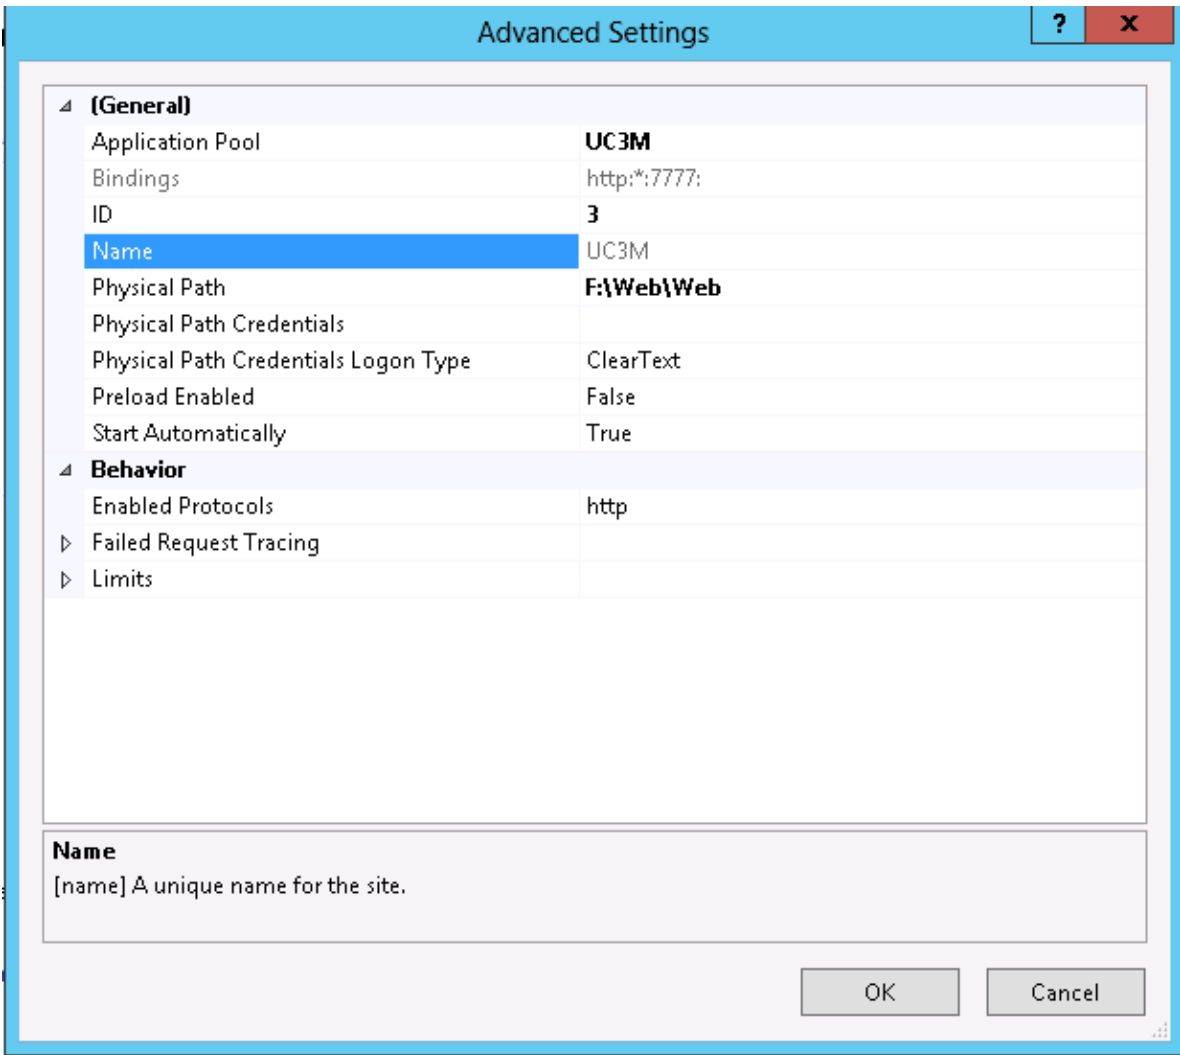 Advanced Settings
?
x
(General)
Application Pool UC3M
Bindings http:*:7777:
ID 3
Name UC3M
Physical Path F:\Web\Web
Physical Path Credentials
Physical Path Credentials Logon Type ClearText
Preload Enabled False
Start Automatically True
Behavior
Enabled Protocols http
Failed Request Tracing
Limits
Name
[name] A unique name for the site.
OK
Cancel